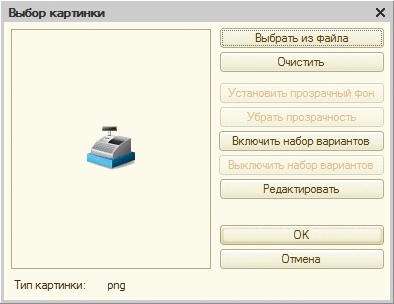 Выбор картинки
Выбрать из файла
Очистить
Установить прозрачный фон
Убрать прозрачность
Включить набор вариантов
Выключить набор вариантов
Редактировать
OK
Отмена
Тип картинки: png